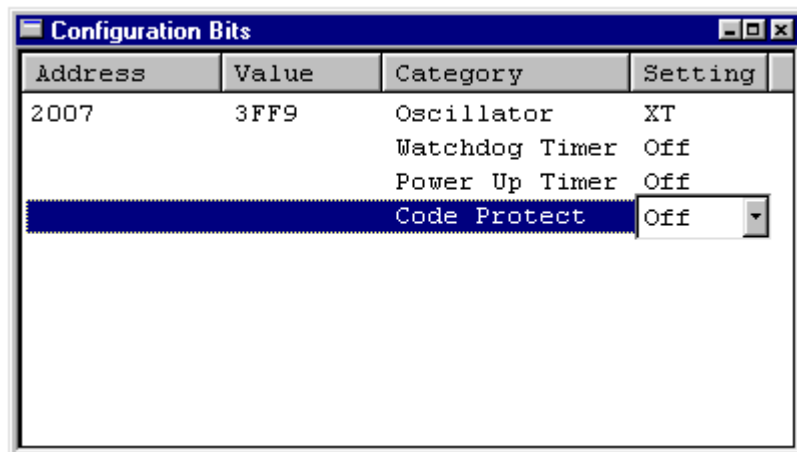 Configuration Bits
Address Value Category Setting
2007 3FF9 Oscillator XT
Watchdog Timer Off
Power Up Timer Off
Code Protect Off